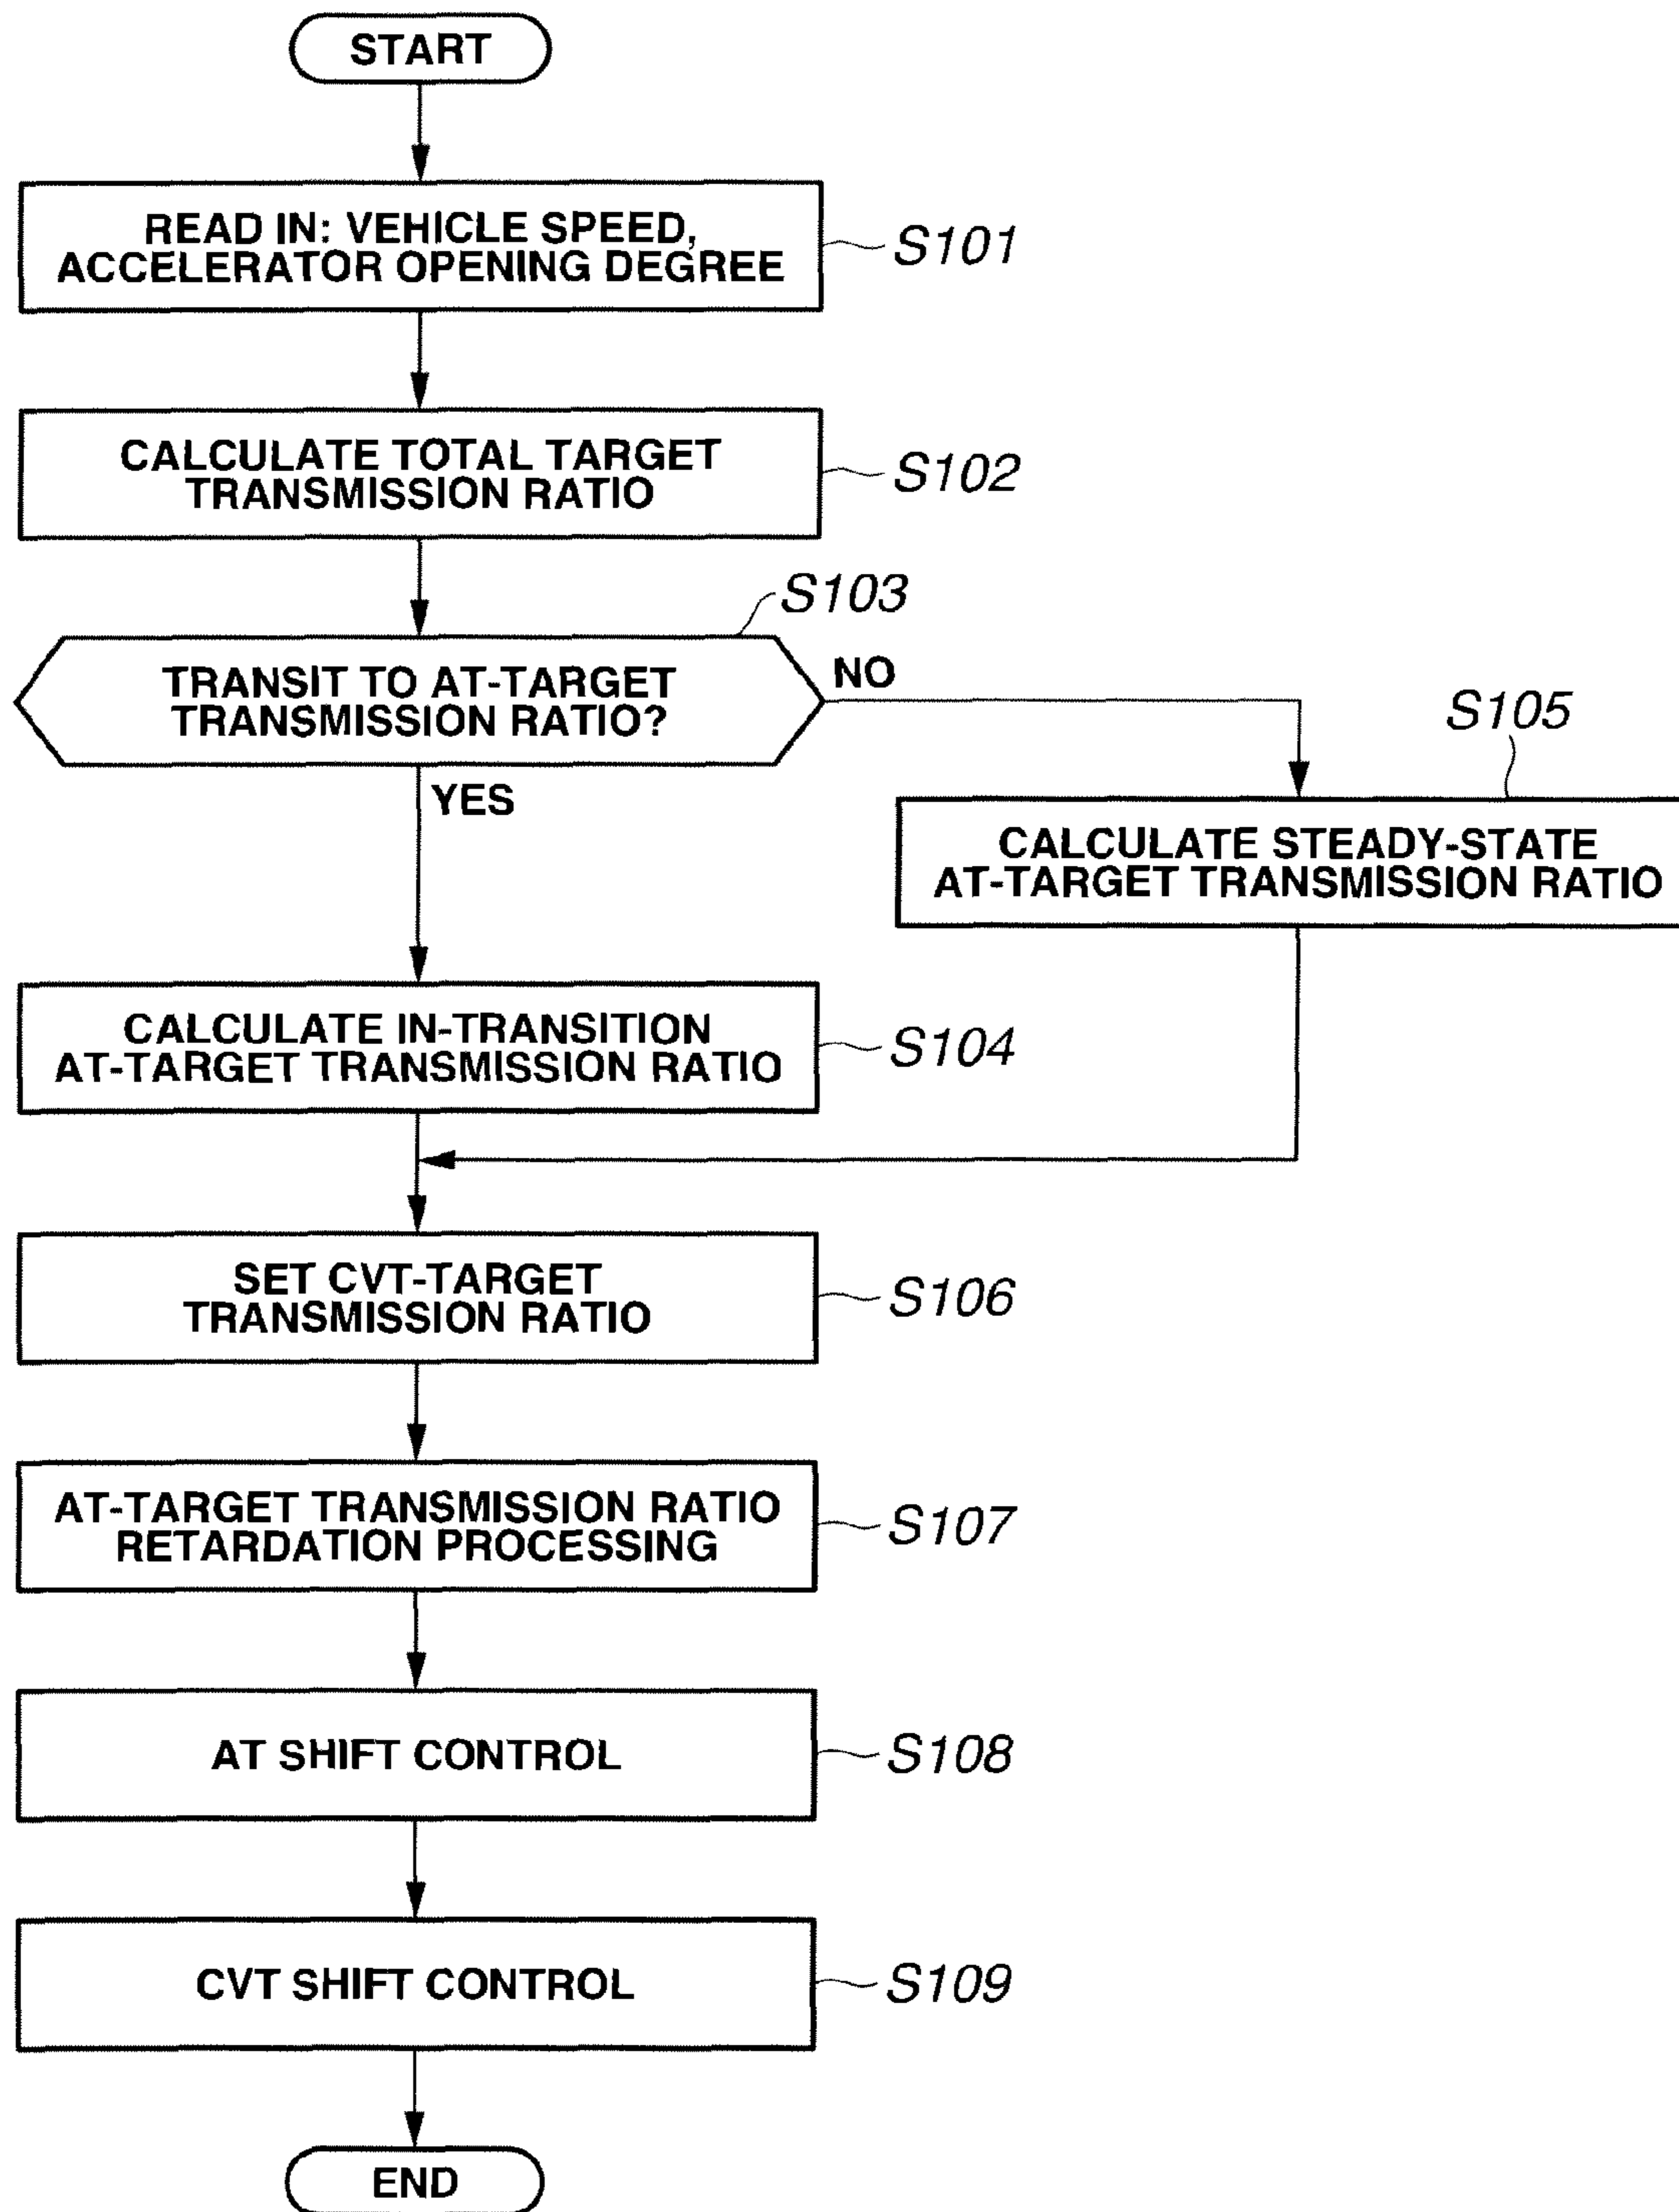 START
READ IN: VEHICLE SPEED,
ACCELERATOR OPENING DEGREE
S101
CALCULATE TOTAL TARGET
TRANSMISSION RATIO
S102
S103
TRANSIT TO AT-TARGET
TRANSMISSION RATIO?
NO
YES
S105
CALCULATE STEADY-STATE
AT-TARGET TRANSMISSION RATIO
CALCULATE IN-TRANSITION
AT-TARGET TRANSMISSION RATIO
S104
SET CVT-TARGET
TRANSMISSION RATIO
S106
AT-TARGET TRANSMISSION RATIO
RETARDATION PROCESSING
S107
AT SHIFT CONTROL
S108
CVT SHIFT CONTROL
S109
END